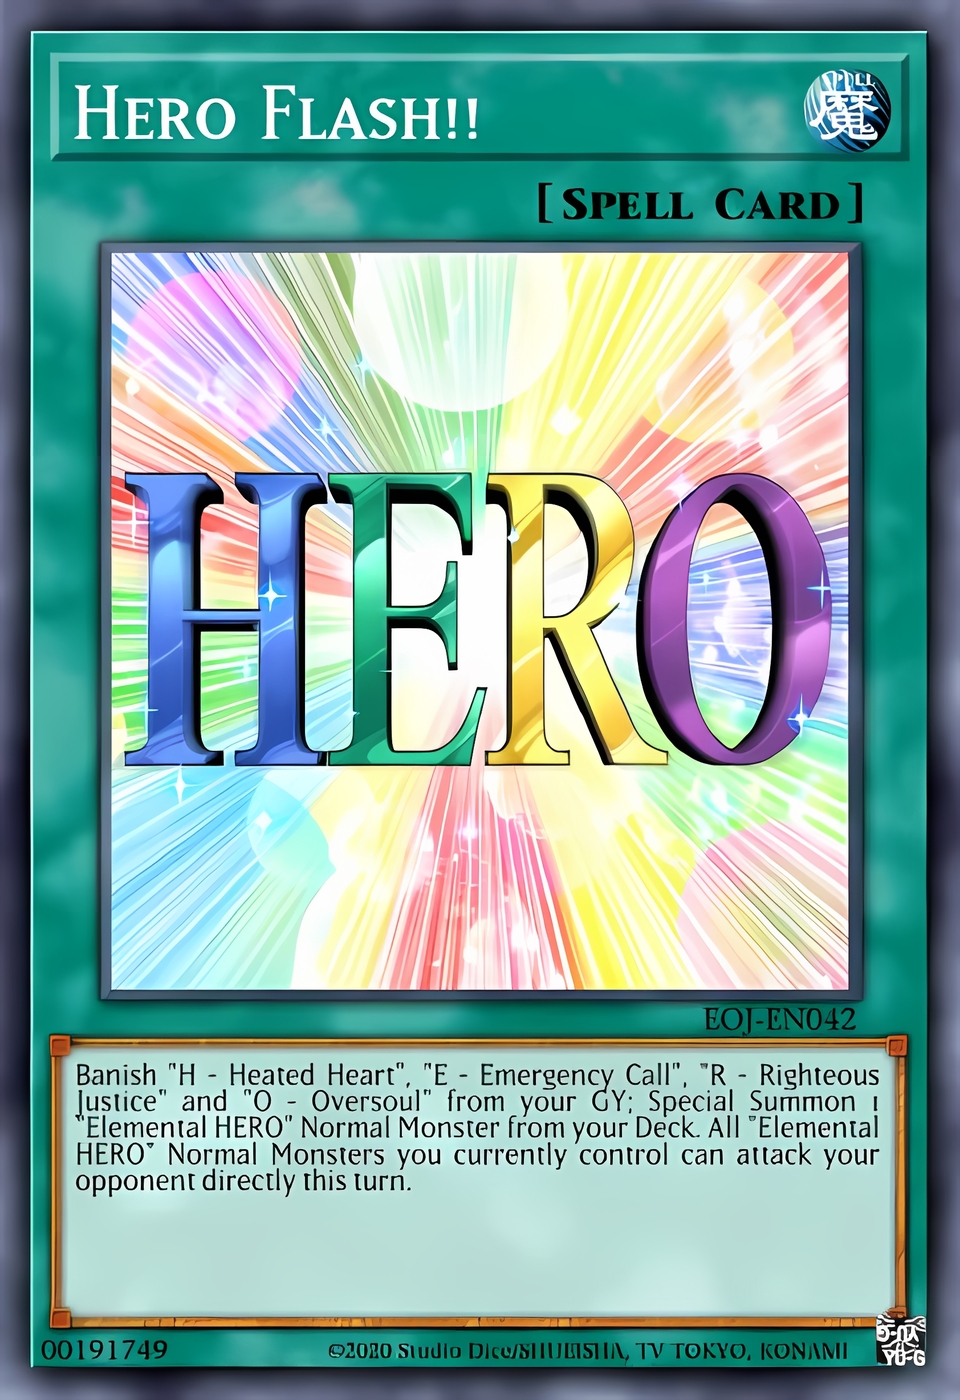 HERO FLASH!!
SPELL
魔
[SPELL CARD]
HERO
EOJ-EN042
Banish "H - Heated Heart", "E - Emergency Call", "R - Righteous
Justice" and "O - Oversoul" from your GY; Special Summon 1
"Elemental HERO" Normal Monster from your Deck. All "Elemental
HERO" Normal Monsters you currently control can attack your
opponent directly this turn.
00191749
©2020 Studio Dice/SHUEISHA, TV TOKYO, KONAMI